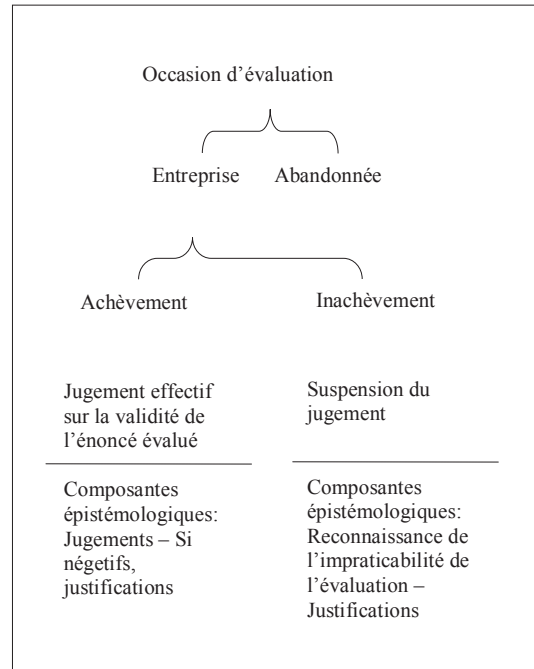 Occasion d’évaluation
Entreprise Abandonnée
Achèvement Inachèvement
Jugement effectif
sur la validité de
l’énoncé évalué
Suspension du
jugement
Composantes
épistémologiques:
Jugements – Si
négetifs,
justifications
Composantes
épistémologiques:
Reconnaissance de
l’impraticabilité de
l’évaluation –
Justifications